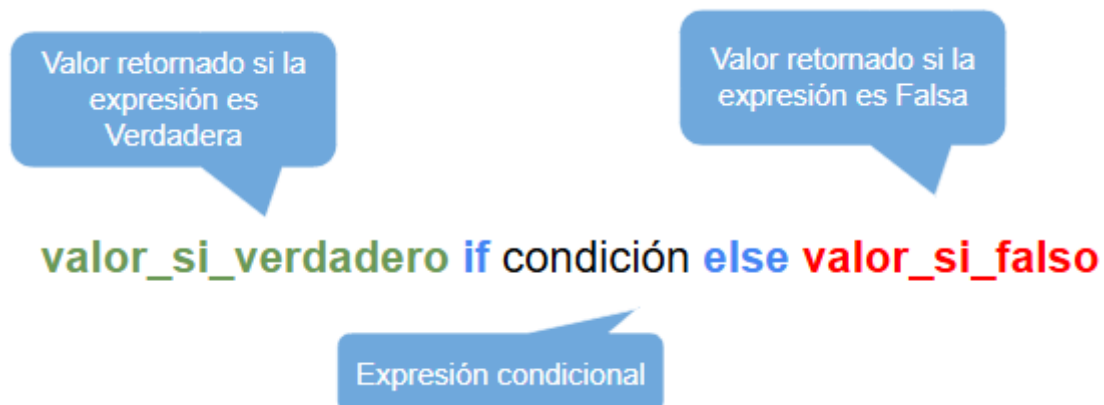 Valor retornado si la
expresión es
Verdadera
Valor retornado si la
expresión es Falsa
valor_si_verdadero if condición else valor_si_falso
Expresión condicional